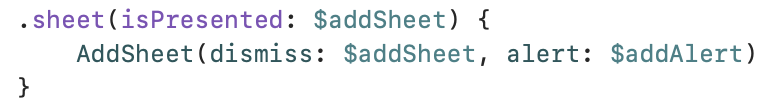 .sheet(isPresented: $addSheet) {
    AddSheet(dismiss: $addSheet, alert: $addAlert)
}